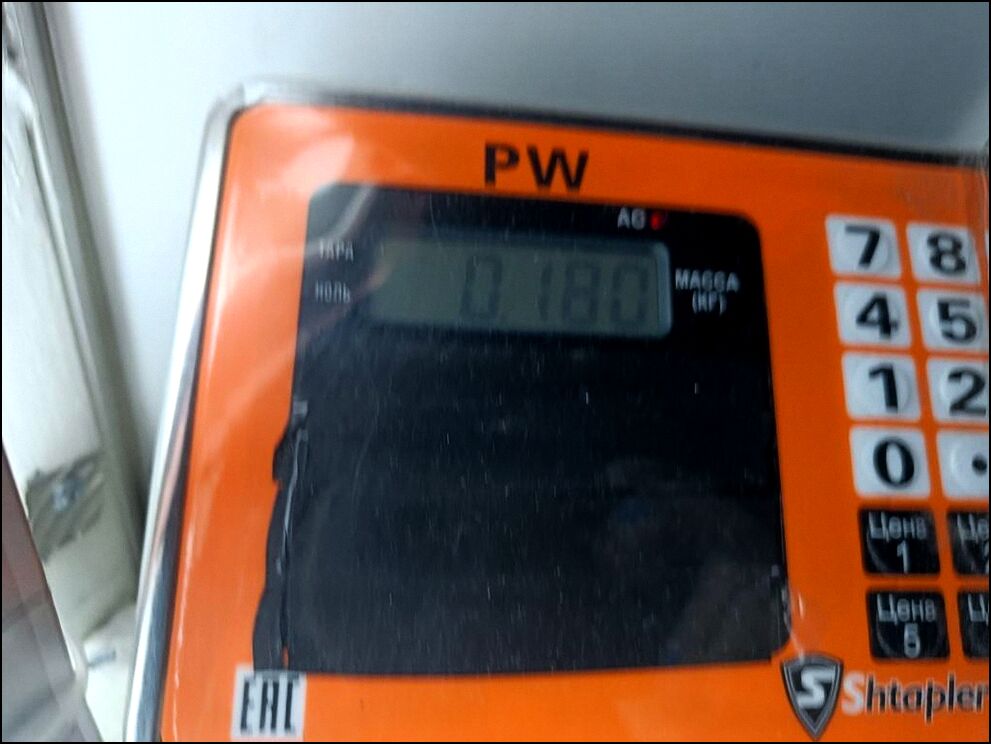 PW
AC
ТАРА
НОЛЬ
0.180
МАССА
(КГ)
7 8
4 5
1 2
0 .
Цена
1
Цена
5
EAC
S Shtapler